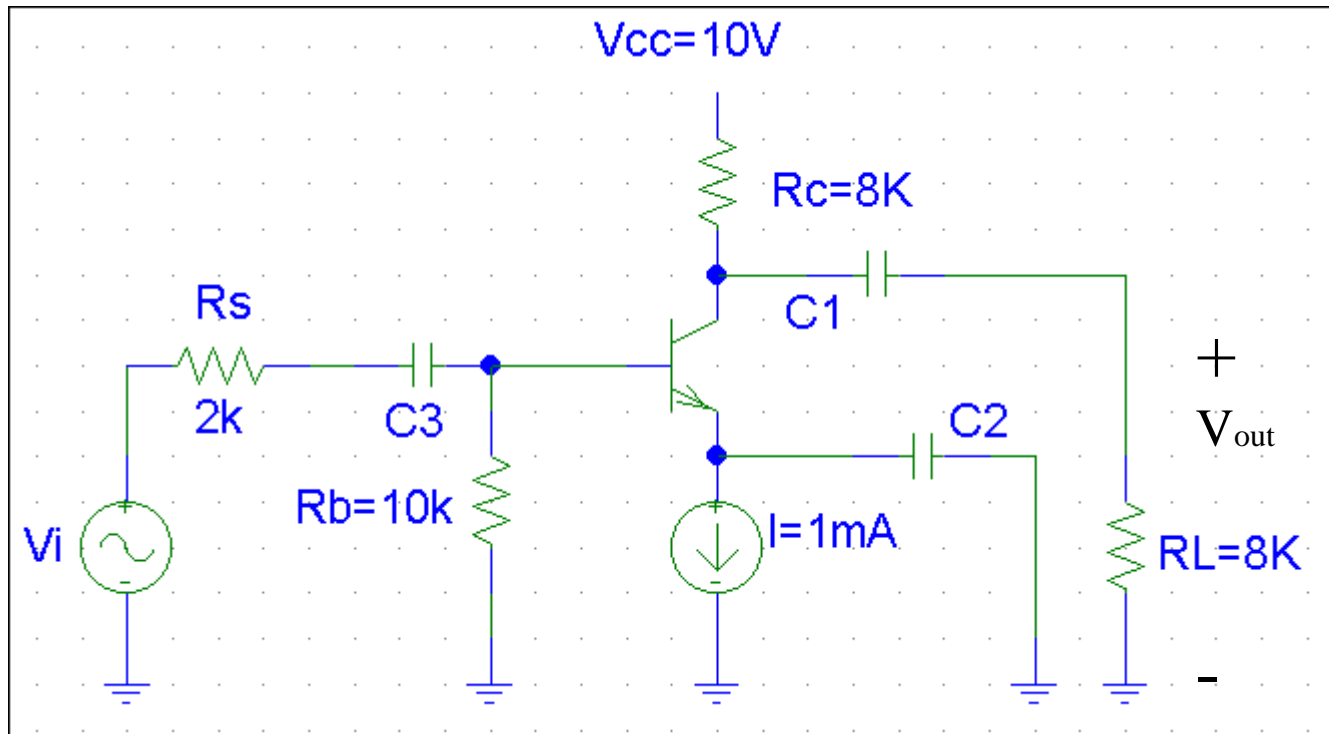 Vcc=10V
Rc=8K
Rs
C1
2k
C3
C2
+
Vout
Rb=10k
+
+
Vi
I=1mA
RL=8K
-
-
-